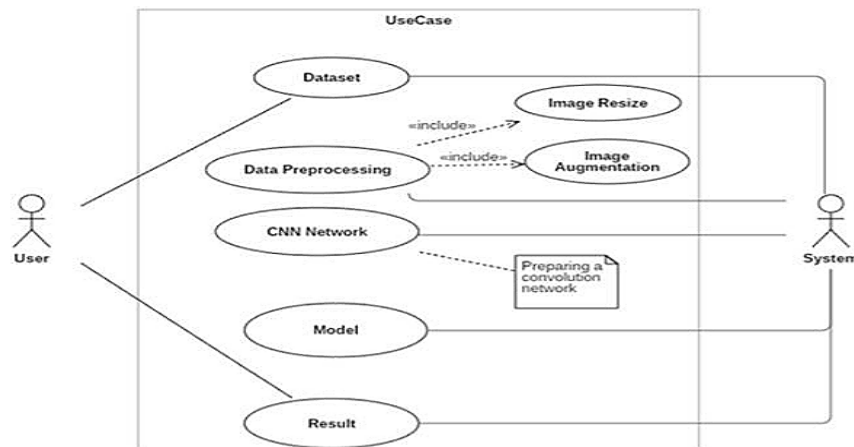 UseCase
Dataset
Image Resize
«include»
«include»
Image
Augmentation
Data Preprocessing
CNN Network
User
System
Preparing a
convolution
network
Model
Result